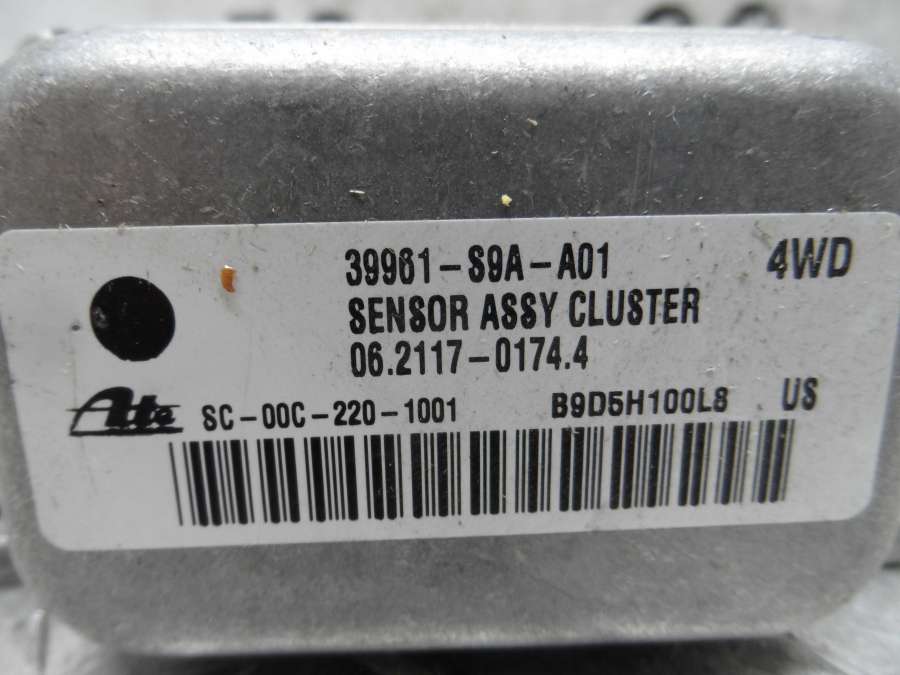 39961-S9A-A01 4WD
SENSOR ASSY CLUSTER
06.2117-0174.4
Ate SC-00C-220-1001 B9D5H100L8 US